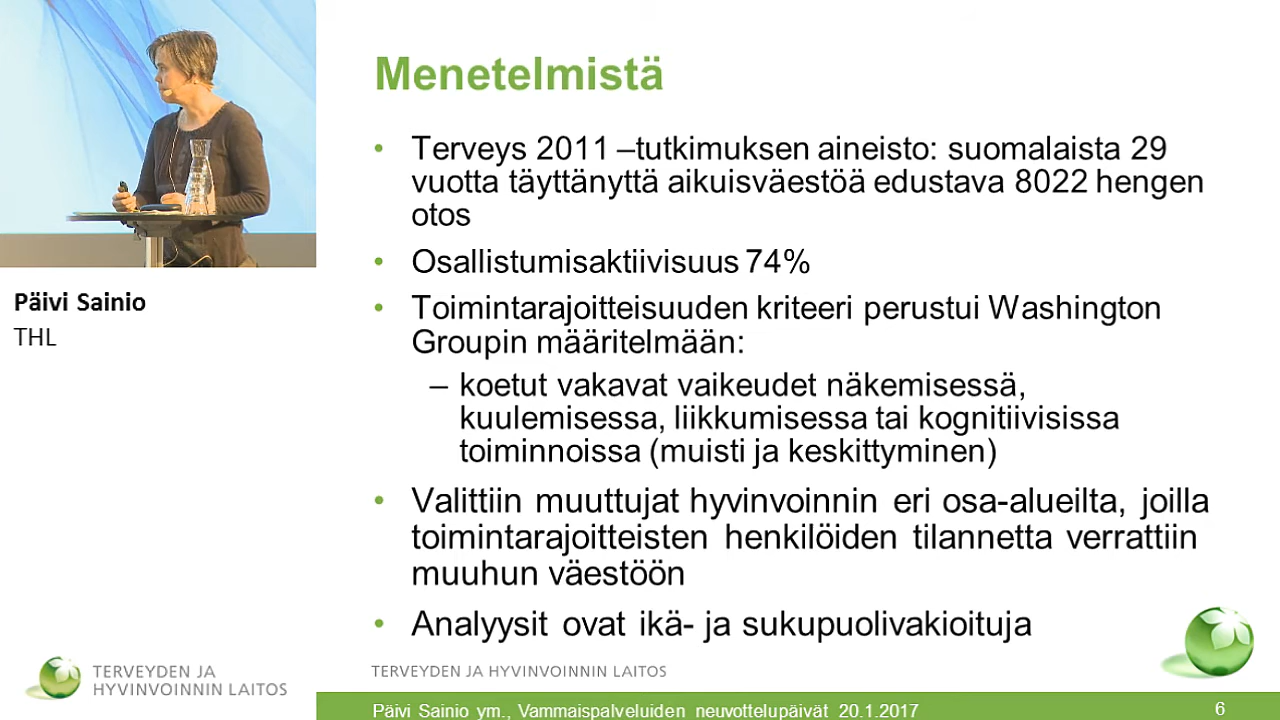 Menetelmistä
• Terveys 2011 –tutkimuksen aineisto: suomalaista 29
vuotta täyttänyttä aikuisväestöä edustava 8022 hengen
otos
• Osallistumisaktiivisuus 74%
• Toimintarajoitteisuuden kriteeri perustui Washington
Groupin määritelmään:
– koetut vakavat vaikeudet näkemisessä,
kuulemisessa, liikkumisessa tai kognitiivisissa
toiminnoissa (muisti ja keskittyminen)
• Valittiin muuttujat hyvinvoinnin eri osa-alueilta, joilla
toimintarajoitteisten henkilöiden tilannetta verrattiin
muuhun väestöön
• Analyysit ovat ikä- ja sukupuolivakioituja
Päivi Sainio
THL
TERVEYDEN JA
HYVINVOINNIN LAITOS
TERVEYDEN JA HYVINVOINNIN LAITOS
Päivi Sainio ym., Vammaispalveluiden neuvottelupäivät 20.1.2017
6